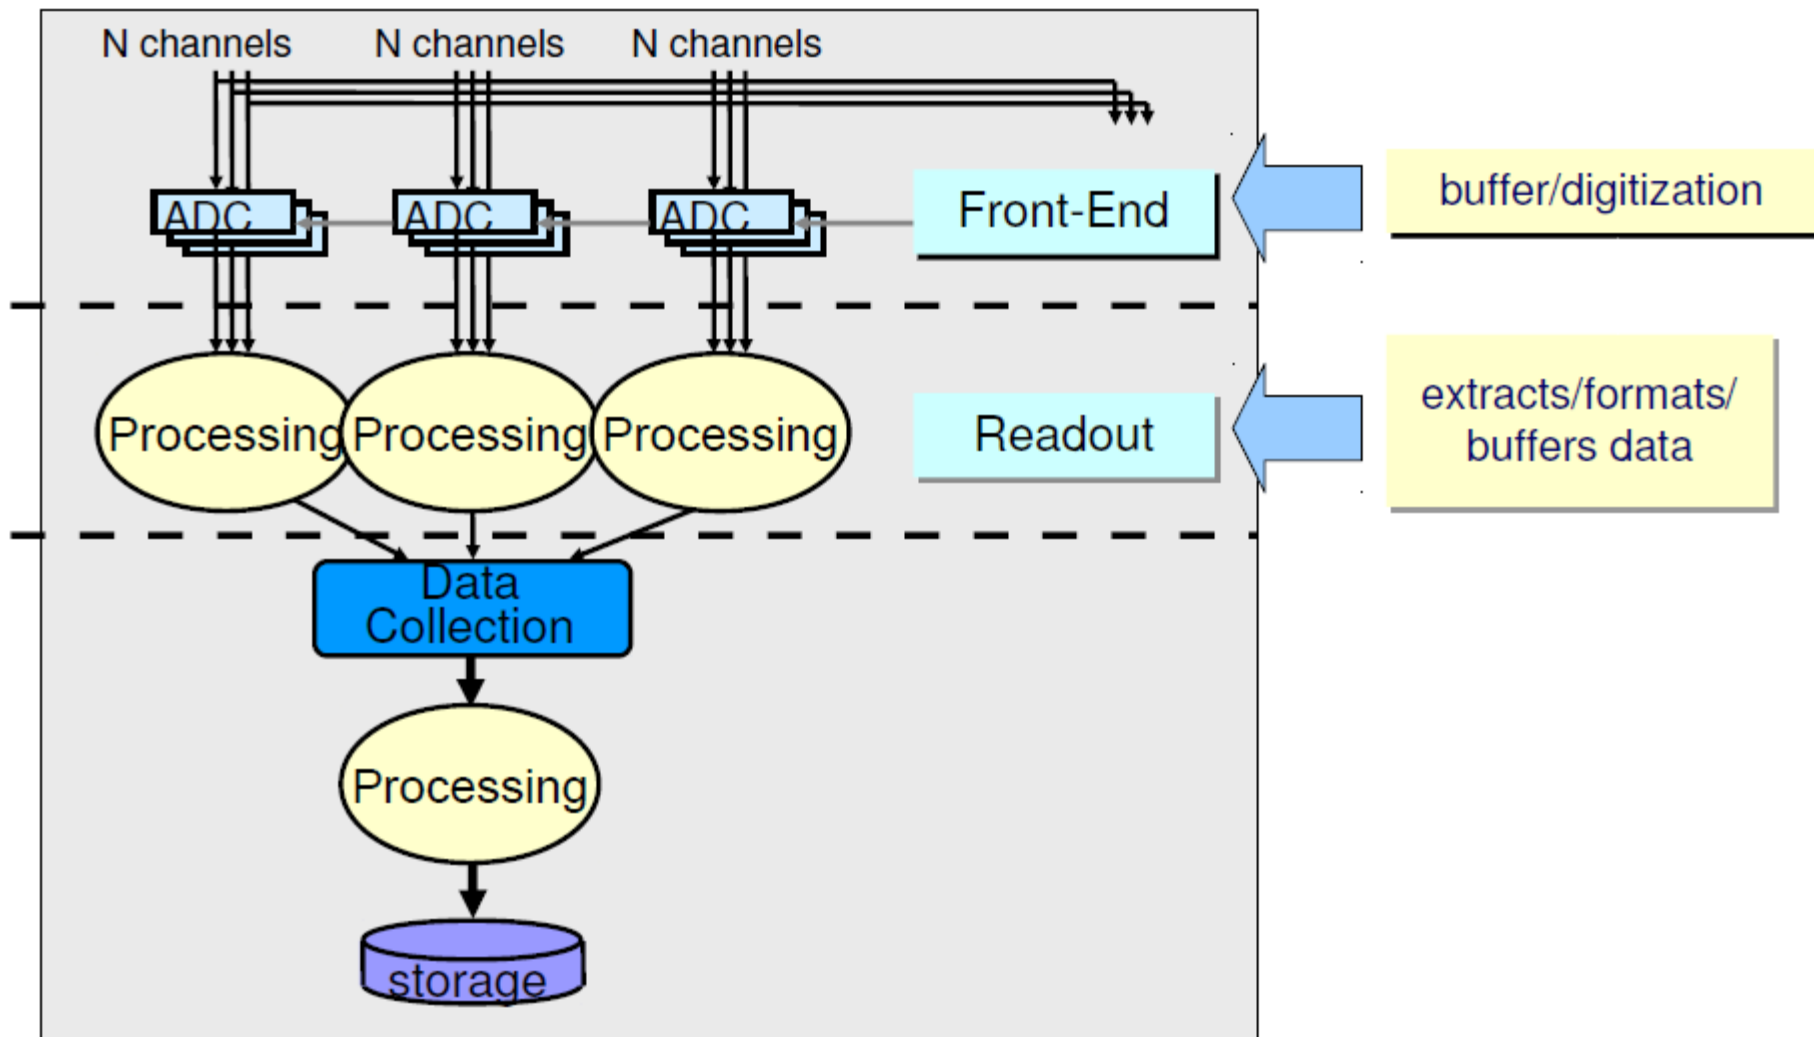 N channels
N channels
N channels
ADC
ADC
ADC
Front-End
buffer/digitization
Processing
Processing
Processing
Readout
extracts/formats/
buffers data
Data
Collection
Processing
storage